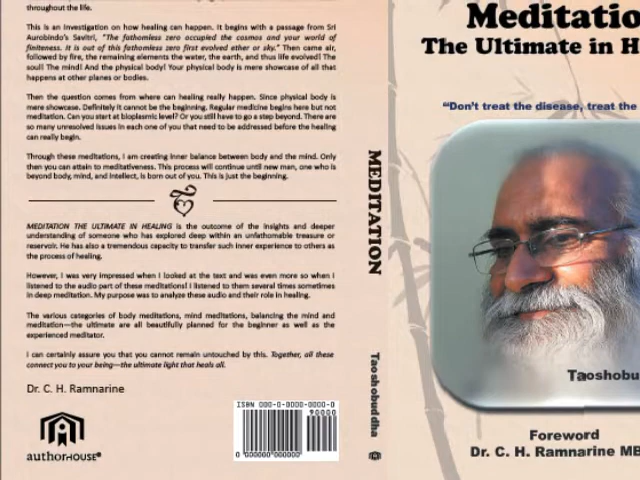 throughout the life.
This is an investigation on how healing can happen. It begins with a passage from Sri
Aurobindo's Savitri, "The fathomless zero occupied the cosmos and your world of
finiteness. It is out of this fathomless zero first evolved ether or sky." Then came air,
followed by fire, the remaining elements the water, the earth, and thus life evolved! The
soul! The mind! And the physical body! Your physical body is mere showcase of all that
happens at other planes or bodies.
Then the question comes from where can healing really happen. Since physical body is
mere showcase. Definitely it cannot be the beginning. Regular medicine begins here but not
meditation. Can you start at bioplasmic level? Or you still have to go a step beyond. There are
so many unresolved issues in each one of you that need to be addressed before the healing
can really begin.
Through these meditations, I am creating inner balance between body and the mind. Only
then you can attain to meditativeness. This process will continue until new man, one who is
beyond body, mind, and intellect, is born out of you. This is just the beginning.
MEDITATION THE ULTIMATE IN HEALING is the outcome of the insights and deeper
understanding of someone who has explored deep within an unfathomable treasure or
reservoir. He has also a tremendous capacity to transfer such inner experience to others as
the process of healing.
However, I was very impressed when I looked at the text and was even more so when I
listened to the audio part of these meditations! I listened to them several times sometimes
in deep meditation. My purpose was to analyze these audio and their role in healing.
The various categories of body meditations, mind meditations, balancing the mind and
meditation—the ultimate are all beautifully planned for the beginner as well as the
experienced meditator.
I can certainly assure you that you cannot remain untouched by this. Together, all these
connect you to your being—the ultimate light that heals all.
Dr. C. H. Ramnarine
authorHOUSE®
ISBN 000-0-0000-0000-0
90000
0 000000 000000
MEDITATION
Taoshobuddha
Meditatio
The Ultimate in H
"Don't treat the disease, treat the
Taoshobu
Foreword
Dr. C. H. Ramnarine MB